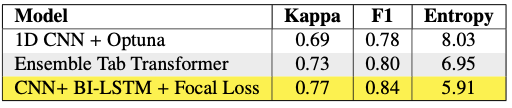 Model Kappa F1 Entropy
1D CNN + Optuna 0.69 0.78 8.03
Ensemble Tab Transformer 0.73 0.80 6.95
CNN+ BI-LSTM + Focal Loss 0.77 0.84 5.91